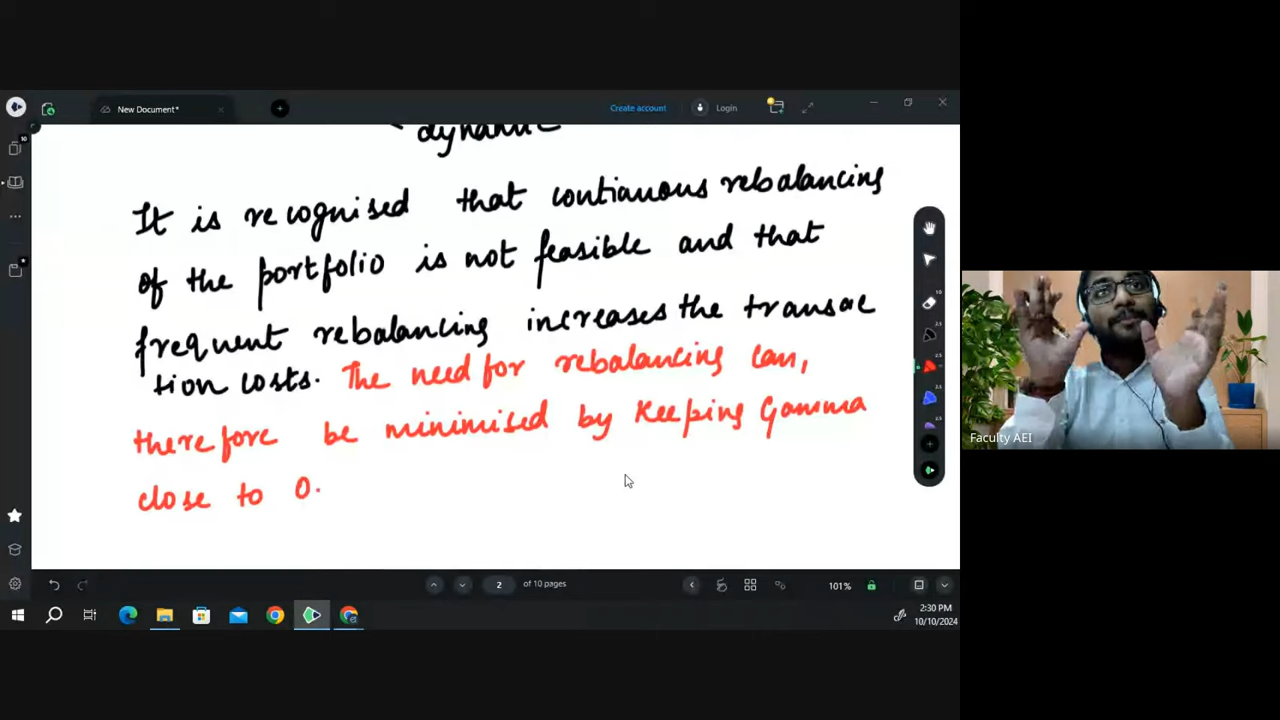 New Document*
Create account
Login
dynamic
It is recognised that continuous rebalancing
of the portfolio is not feasible and that
frequent rebalancing increases the transac
tion costs. The need for rebalancing can,
therefore be minimised by keeping Gamma
close to 0.
Faculty AEI
2 of 10 pages
101%
2:30 PM
10/10/2024